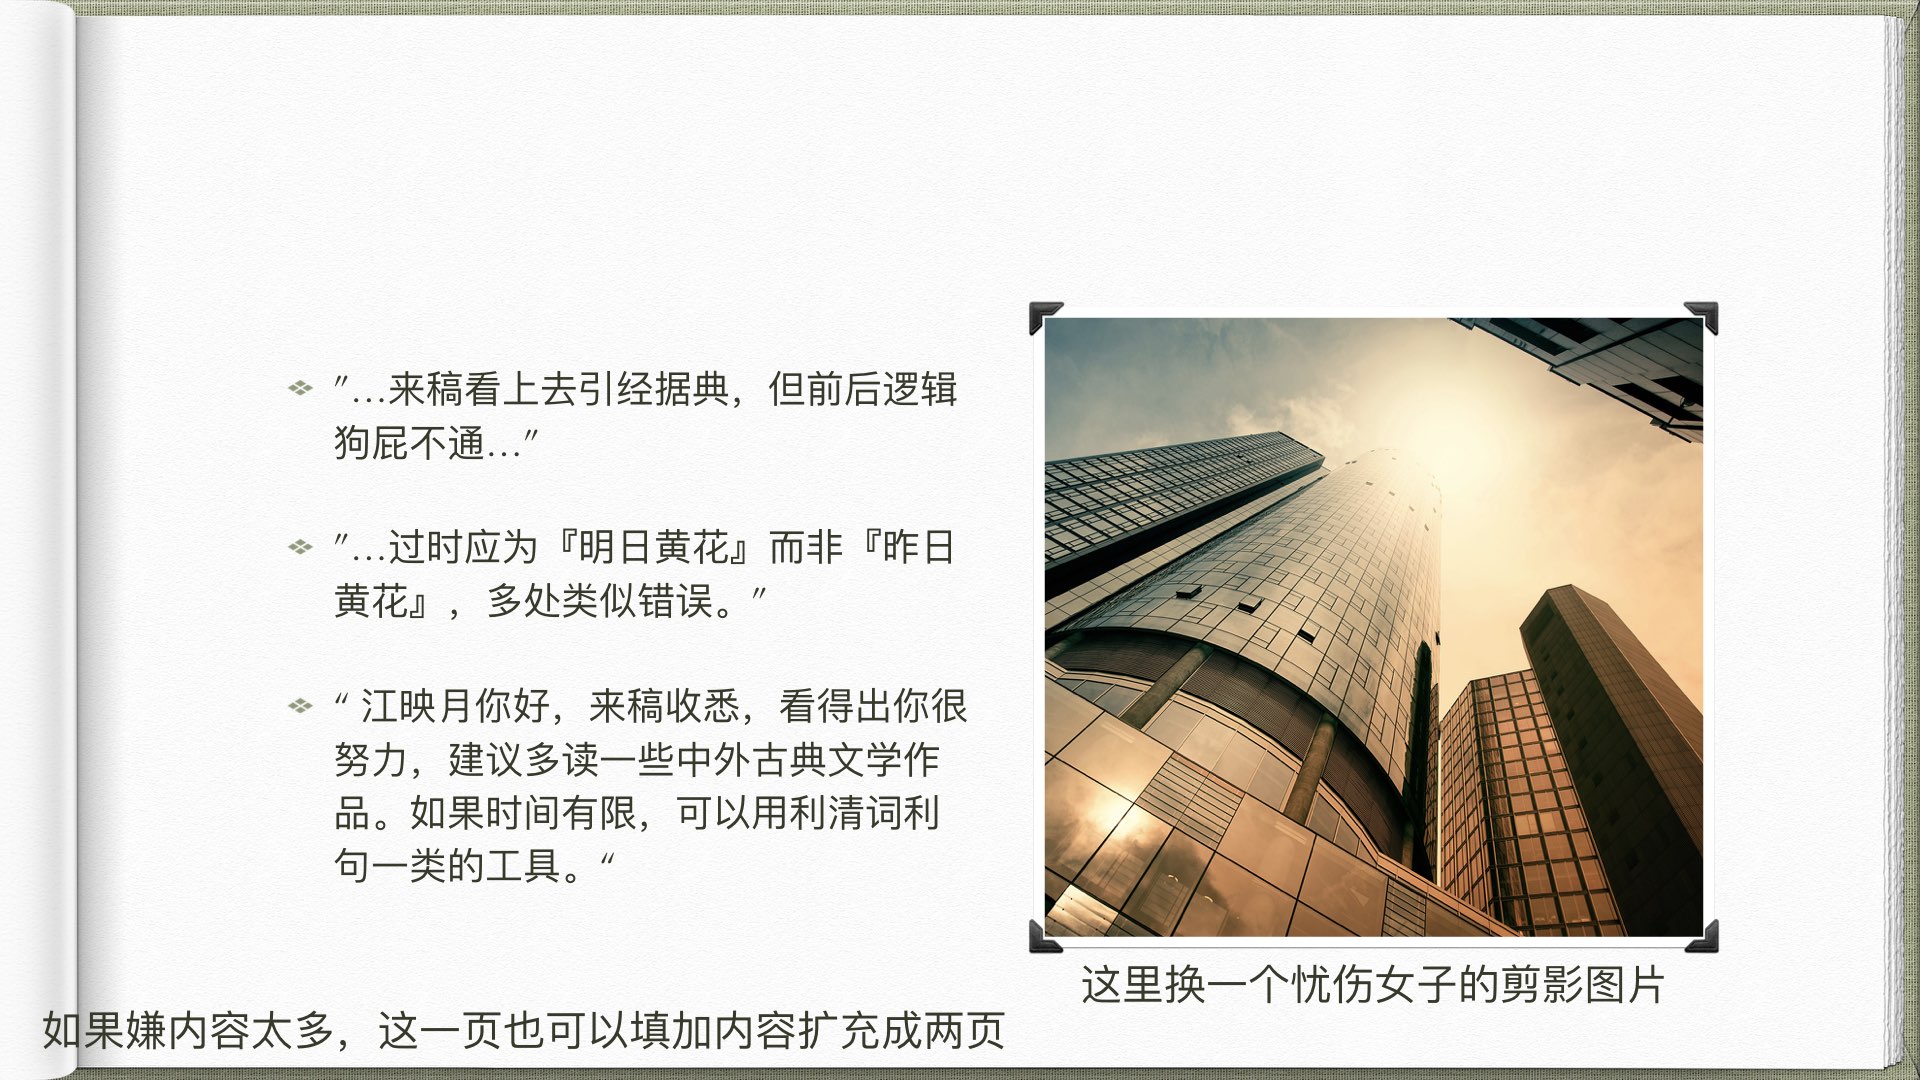 "…来稿看上去引经据典，但前后逻辑
狗屁不通…"
"…过时应为『明日黄花』而非『昨日
黄花』，多处类似错误。"
“ 江映月你好，来稿收悉，看得出你很
努力，建议多读一些中外古典文学作
品。如果时间有限，可以用利清词利
句一类的工具。“
这里换一个忧伤女子的剪影图片
如果嫌内容太多，这一页也可以填加内容扩充成两页